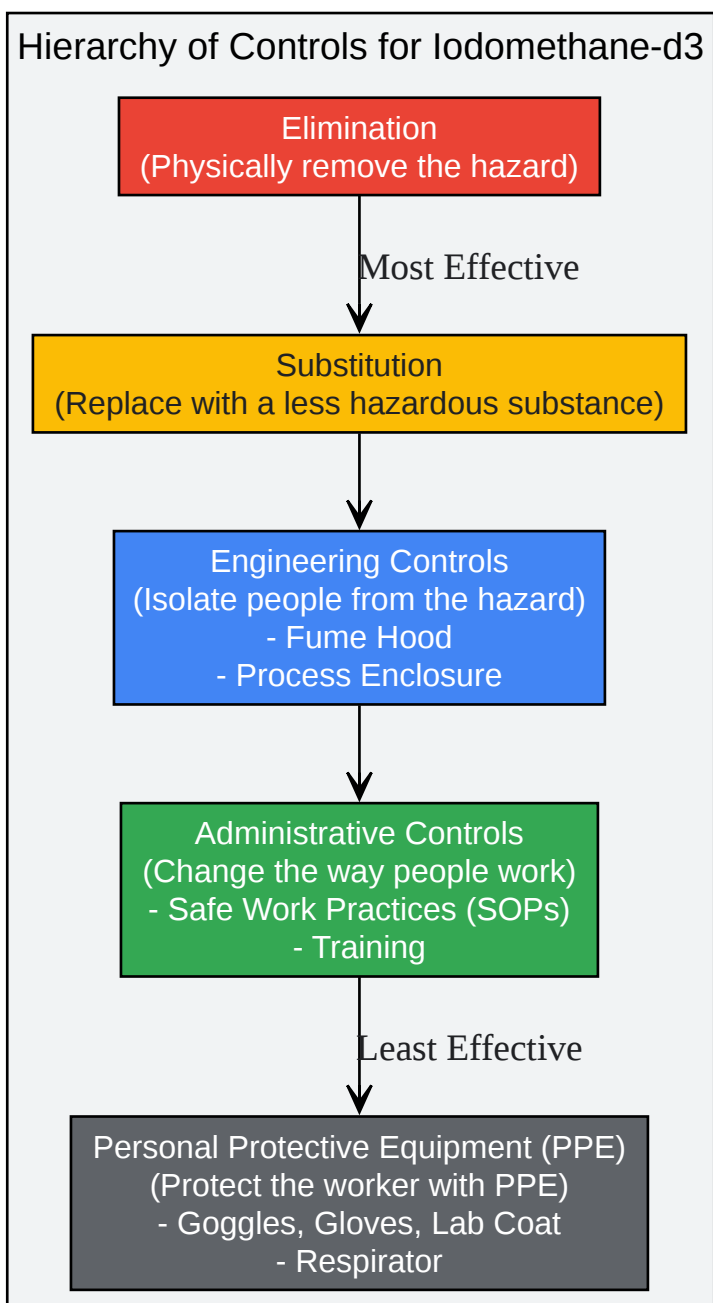 Hierarchy of Controls for Iodomethane-d3
Elimination
(Physically remove the hazard)
Most Effective
Substitution
(Replace with a less hazardous substance)
Engineering Controls
(Isolate people from the hazard)
- Fume Hood
- Process Enclosure
Administrative Controls
(Change the way people work)
- Safe Work Practices (SOPs)
- Training
Least Effective
Personal Protective Equipment (PPE)
(Protect the worker with PPE)
- Goggles, Gloves, Lab Coat
- Respirator